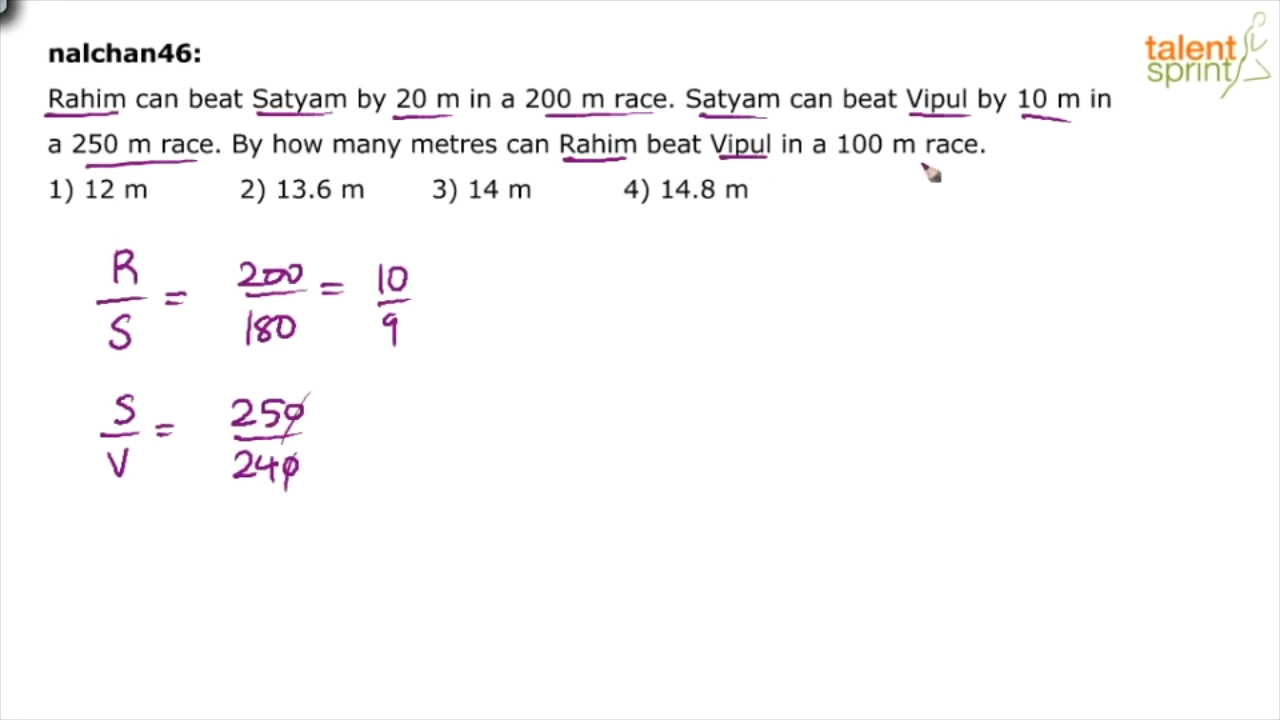 nalchan46:
talent
sprint
Rahim can beat Satyam by 20 m in a 200 m race. Satyam can beat Vipul by 10 m in
a 250 m race. By how many metres can Rahim beat Vipul in a 100 m race.
1) 12 m 2) 13.6 m 3) 14 m 4) 14.8 m
R/S = 200/180 = 10/9
S/V = 250/240